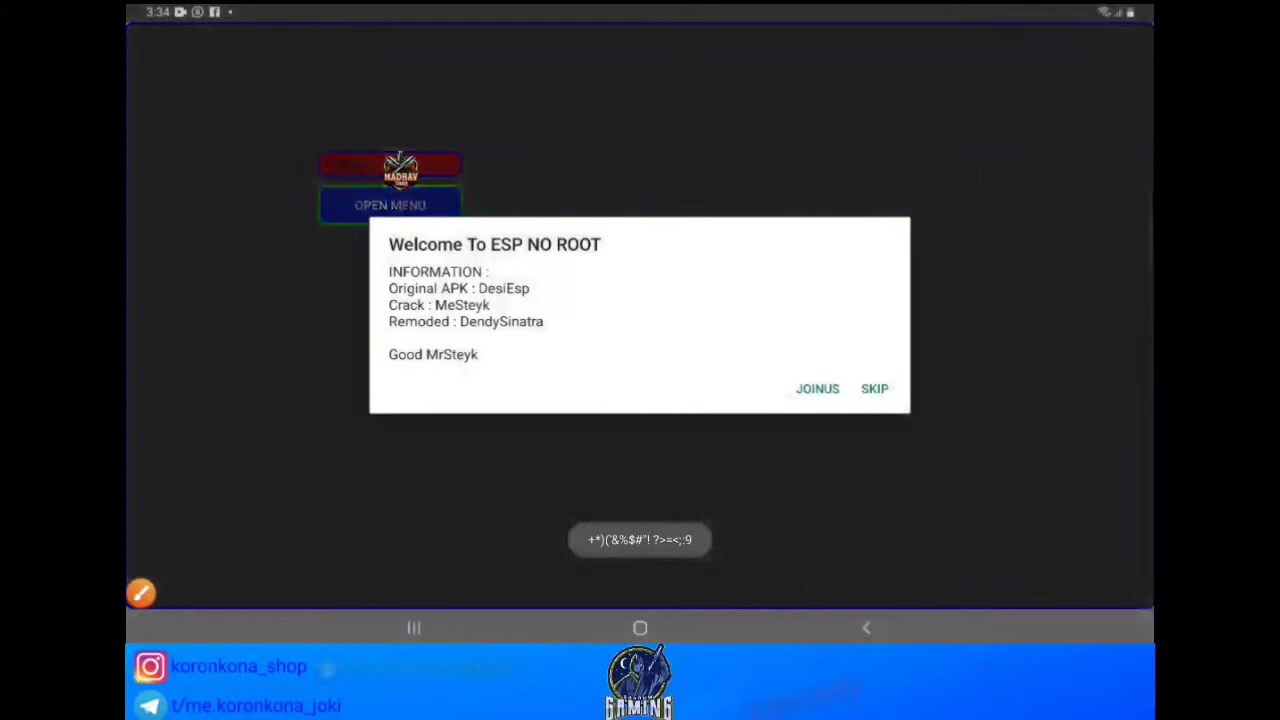 3:34
MADHAV
OPEN MENU
Welcome To ESP NO ROOT
INFORMATION :
Original APK : DesiEsp
Crack : MeSteyk
Remoded : DendySinatra
Good MrSteyk
JOINUS SKIP
+*)('&%$#"! ?>=<;:9
koronkona_shop
t/me.koronkona_joki
GAMING